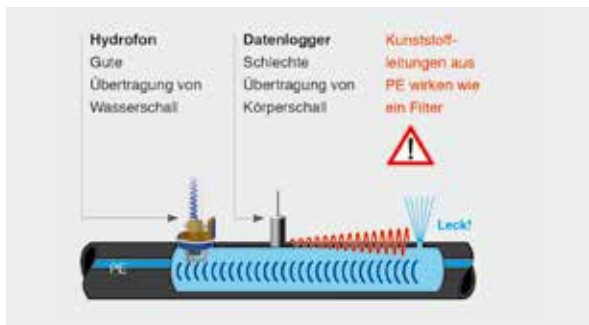 Hydrofon
Gute
Übertragung von
Wasserschall
Datenlogger
Schlechte
Übertragung von
Körperschall
Kunststoff-
leitungen aus
PE wirken wie
ein Filter
Leck!
PE